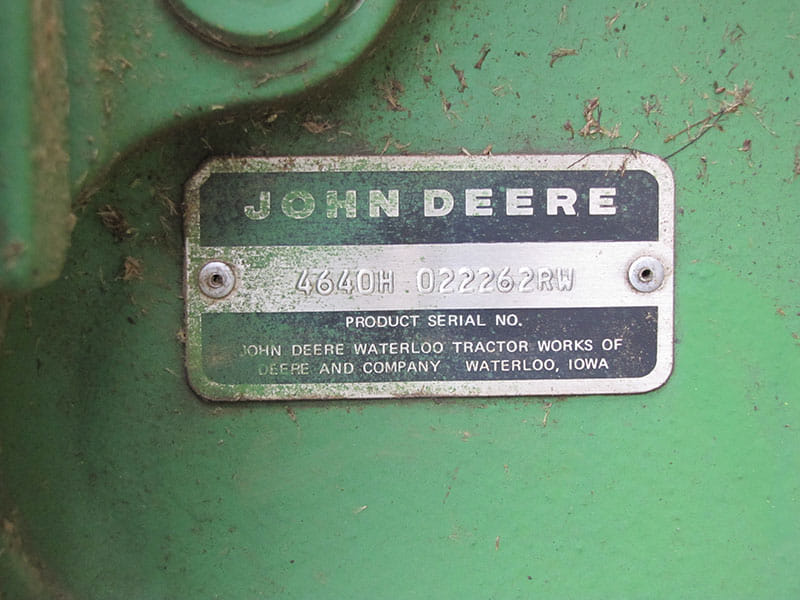 JOHN DEERE
4640H 022262RW
PRODUCT SERIAL NO.
JOHN DEERE WATERLOO TRACTOR WORKS OF
DEERE AND COMPANY WATERLOO, IOWA